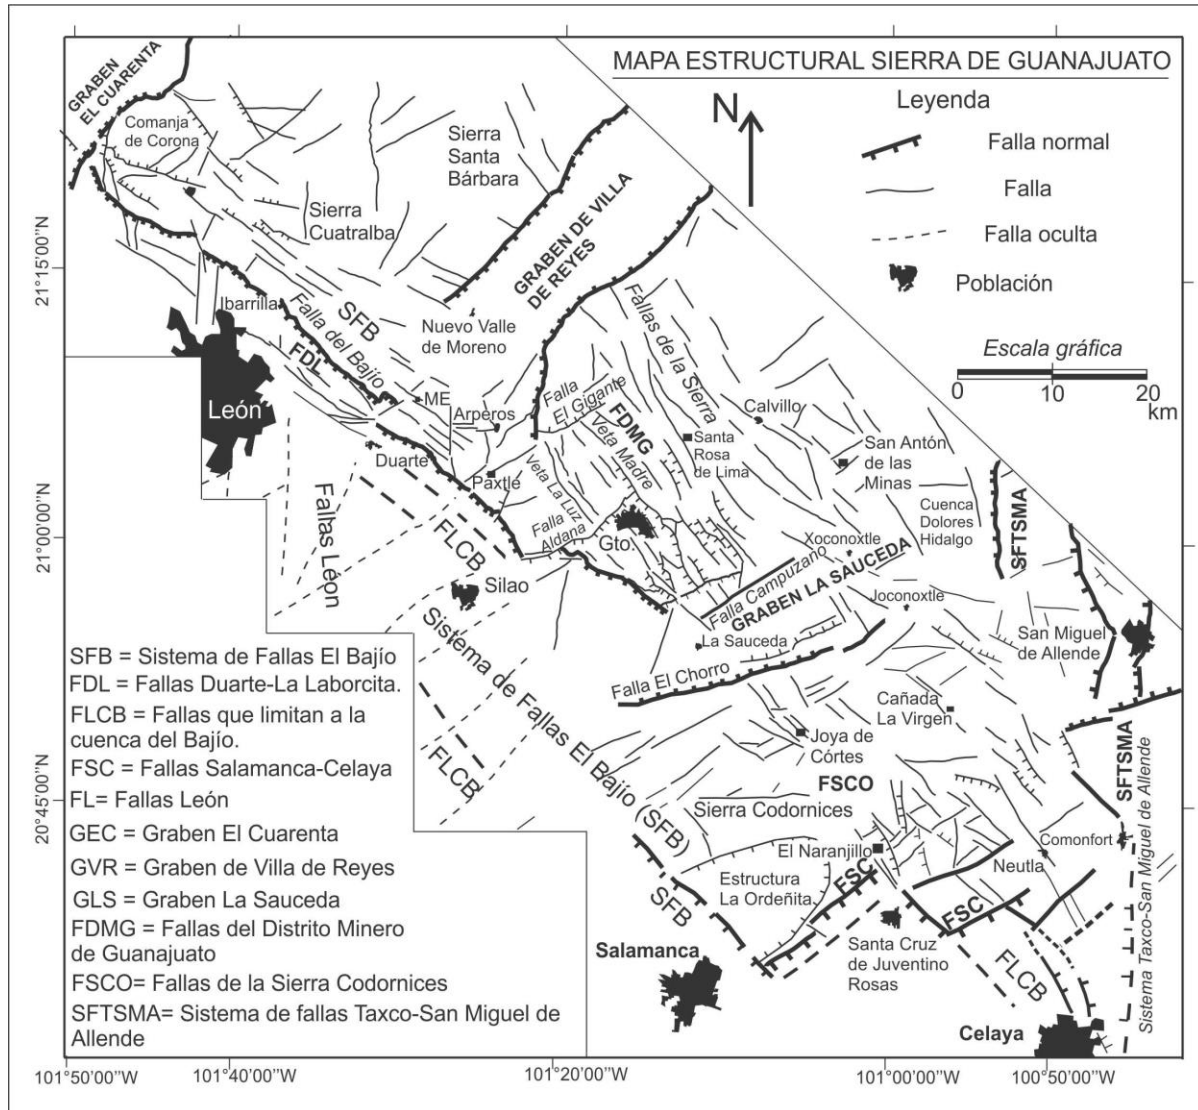 MAPA ESTRUCTURAL SIERRA DE GUANAJUATO
N
Leyenda
Falla normal
Falla
Falla oculta
Población
Escala gráfica
0 10 20
km
GRABEN
EL CUARENTA
Comanja
de Corona
Sierra
Santa
Bárbara
Sierra
Cuatralba
GRABEN DE VILLA
DE REYES
Ibarrilla
SFB
Falla del Bajío
FDL
Nuevo Valle
de Moreno
Fallas de la Sierra
León
ME
Arperos
Falla
El Gigante
FDMG
Veta Madre
Calvillo
Santa
Rosa
de Lima
San Antón
de las
Minas
Duarte
Paxtle
Veta La Luz
Falla
Aldana
Gto.
Cuenca
Dolores
Hidalgo
SFTSMA
Fallas León
FLCB
Silao
Xoconoxtle
Falla Campuzano
GRABEN LA SAUCEDA
Joconoxtle
La Sauceda
San Miguel
de Allende
Falla El Chorro
Sistema de Fallas El Bajío (SFB)
Cañada
La Virgen
Joya de
Córtes
FLCB
FSCO
SFTSMA
Sistema Taxco-San Miguel de Allende
Sierra Codornices
El Naranjillo
Comonfort
Neutla
Estructura
La Ordeñita
FSC
SFB
FSC
Salamanca
Santa Cruz
de Juventino
Rosas
FLCB
Celaya
SFB = Sistema de Fallas El Bajío
FDL = Fallas Duarte-La Laborcita.
FLCB = Fallas que limitan a la
cuenca del Bajío.
FSC = Fallas Salamanca-Celaya
FL= Fallas León
GEC = Graben El Cuarenta
GVR = Graben de Villa de Reyes
GLS = Graben La Sauceda
FDMG = Fallas del Distrito Minero
de Guanajuato
FSCO= Fallas de la Sierra Codornices
SFTSMA= Sistema de fallas Taxco-San Miguel de
Allende
21°15'00''N
21°00'00''N
20°45'00''N
101°50'00''W 101°40'00''W 101°20'00''W 101°00'00''W 100°50'00''W